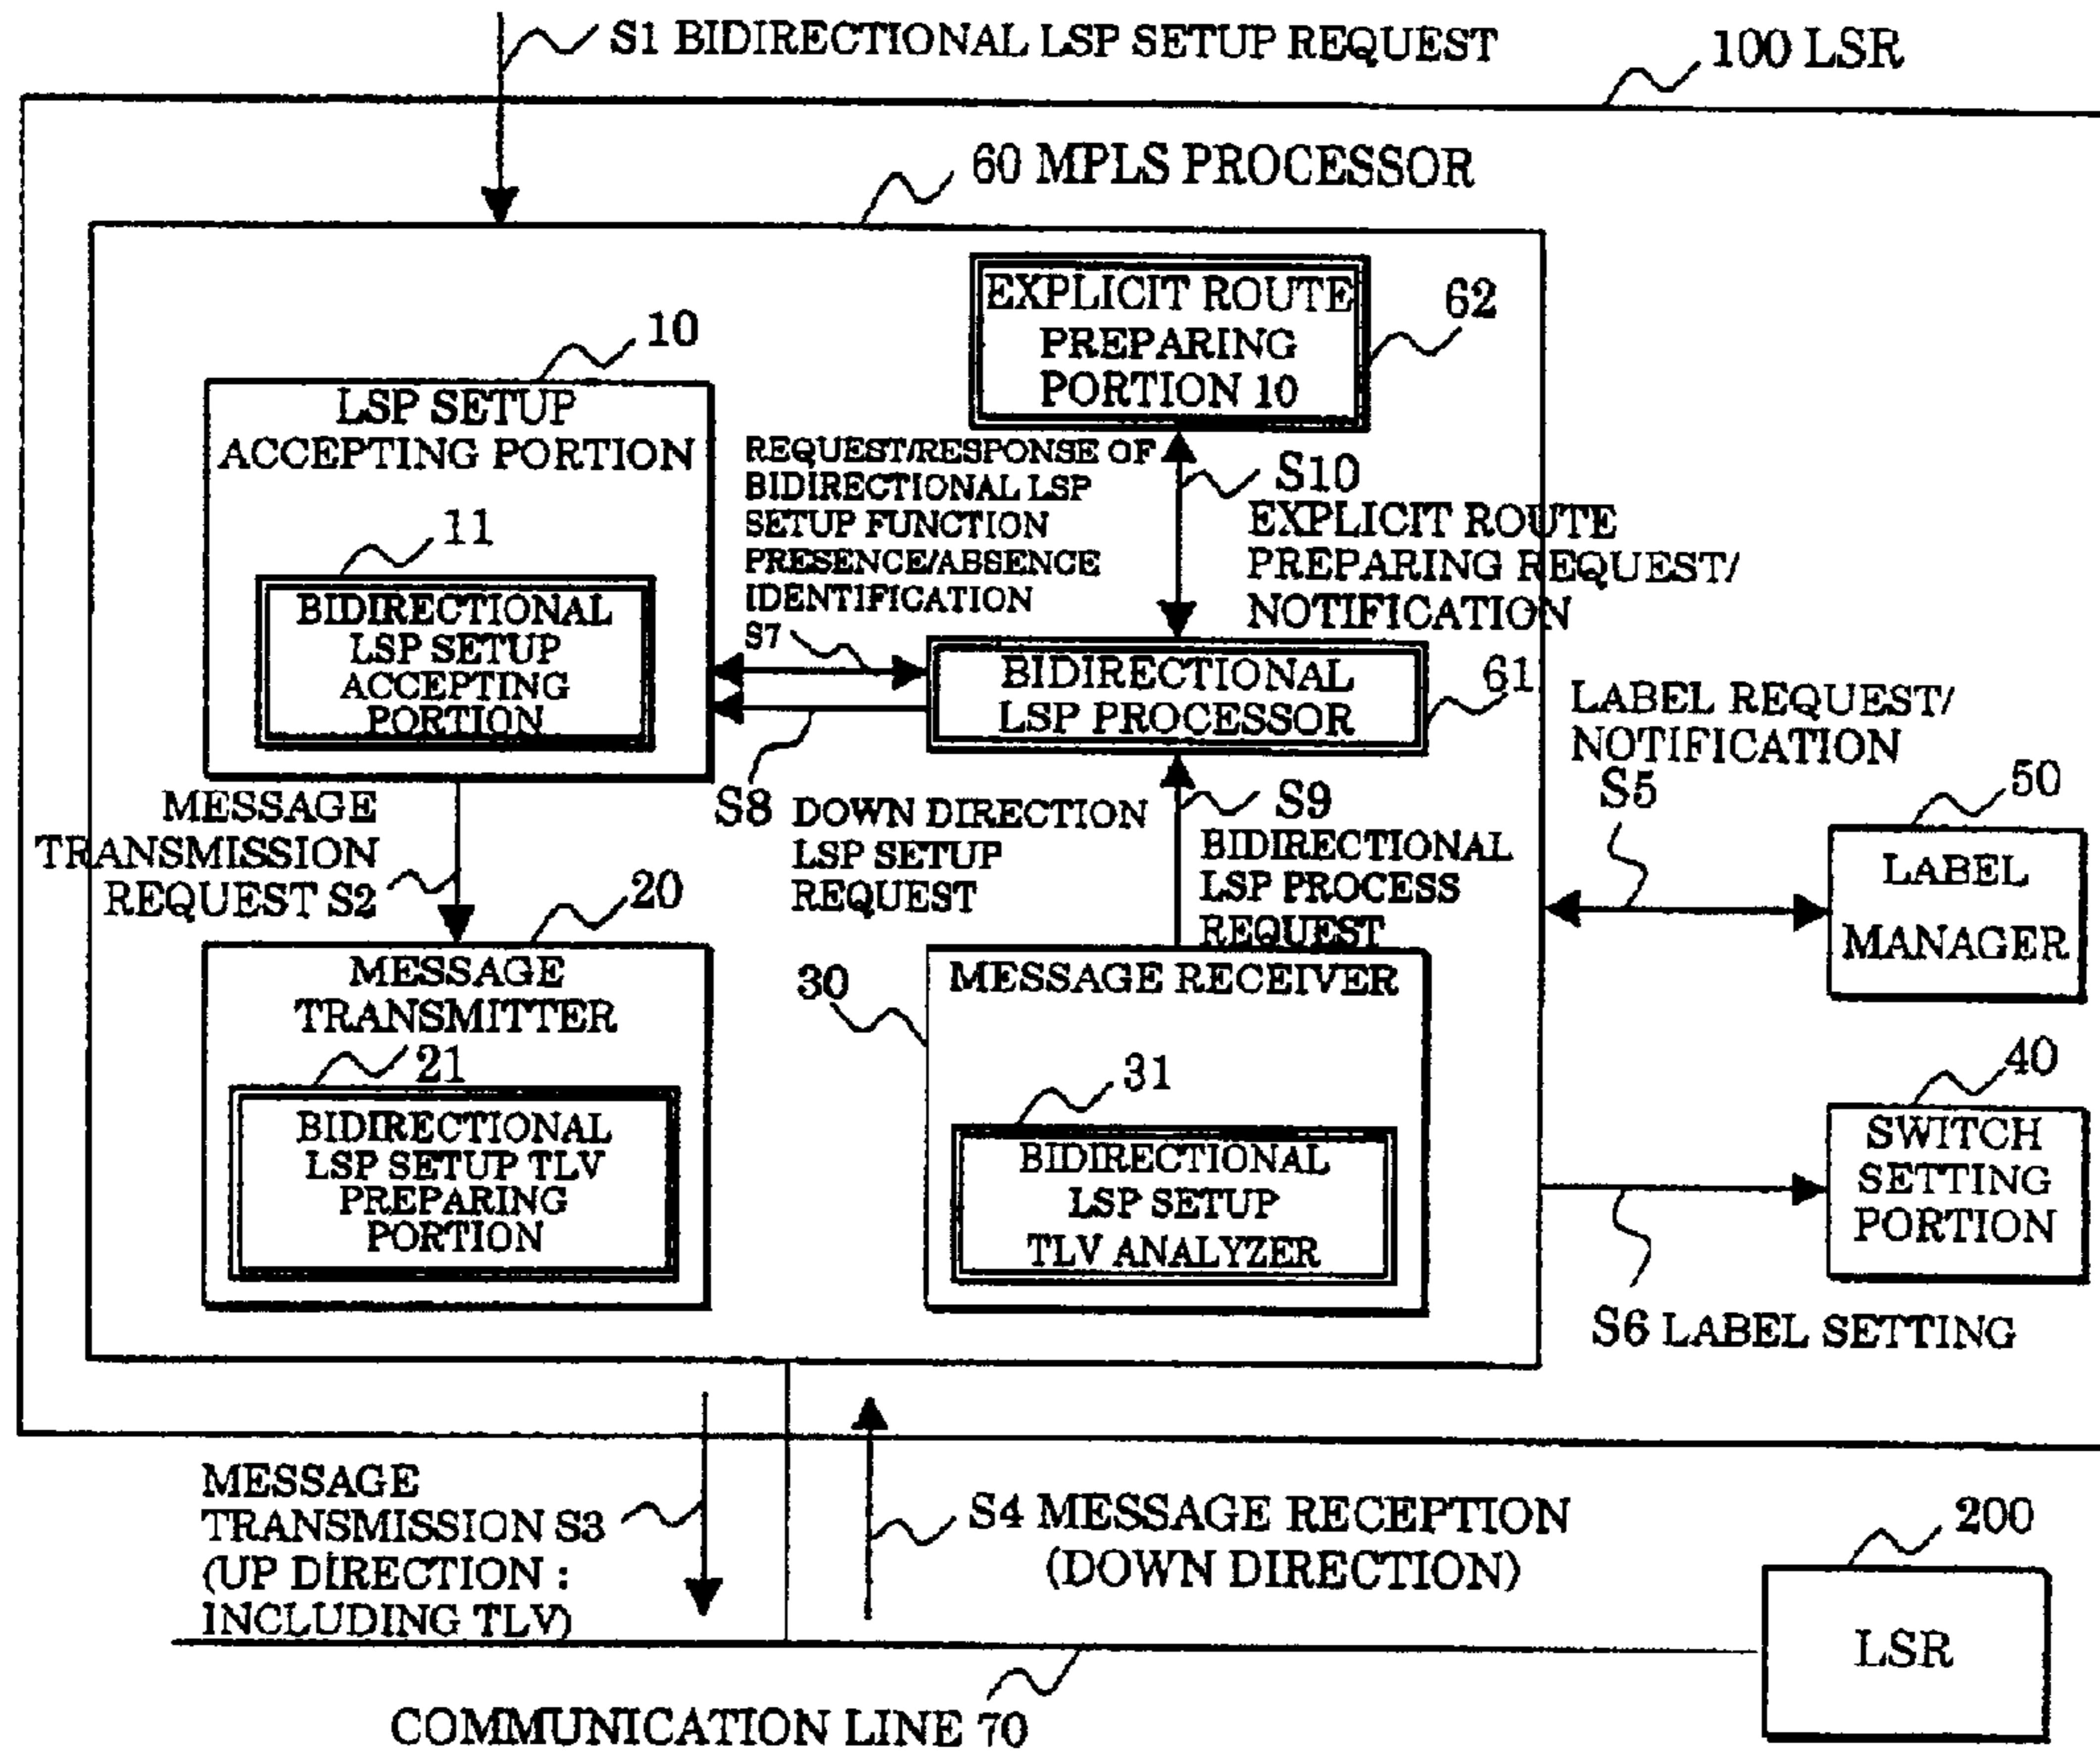 S1 BIDIRECTIONAL LSP SETUP REQUEST
100 LSR
60 MPLS PROCESSOR
EXPLICIT ROUTE
PREPARING
PORTION 10
62
10
LSP SETUP
ACCEPTING PORTION
11
BIDIRECTIONAL
LSP SETUP
ACCEPTING
PORTION
REQUEST/RESPONSE OF
BIDIRECTIONAL LSP
SETUP FUNCTION
PRESENCE/ABSENCE
IDENTIFICATION
S7
S10
EXPLICIT ROUTE
PREPARING REQUEST/
NOTIFICATION
BIDIRECTIONAL
LSP PROCESSOR
61
LABEL REQUEST/
NOTIFICATION
S5
50
LABEL
MANAGER
MESSAGE
TRANSMISSION
REQUEST S2
S8 DOWN DIRECTION
LSP SETUP
REQUEST
S9
BIDIRECTIONAL
LSP PROCESS
REQUEST
20
MESSAGE
TRANSMITTER
21
BIDIRECTIONAL
LSP SETUP TLV
PREPARING
PORTION
30
MESSAGE RECEIVER
31
BIDIRECTIONAL
LSP SETUP
TLV ANALYZER
40
SWITCH
SETTING
PORTION
S6 LABEL SETTING
MESSAGE
TRANSMISSION S3
(UP DIRECTION :
INCLUDING TLV)
S4 MESSAGE RECEPTION
(DOWN DIRECTION)
200
LSR
COMMUNICATION LINE 70